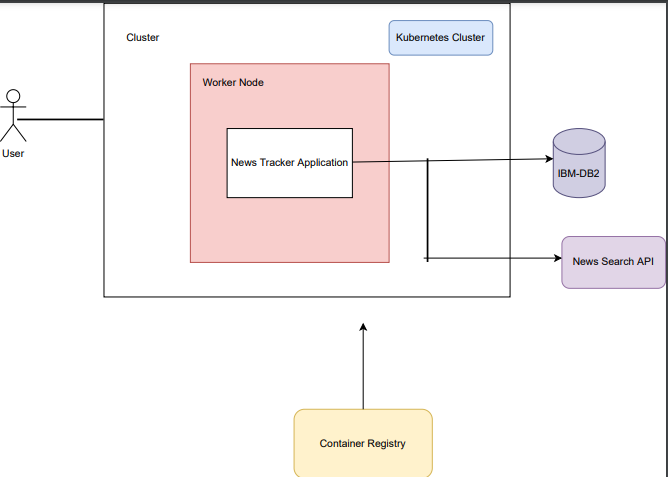 Cluster
Kubernetes Cluster
Worker Node
User
News Tracker Application
IBM-DB2
News Search API
Container Registry